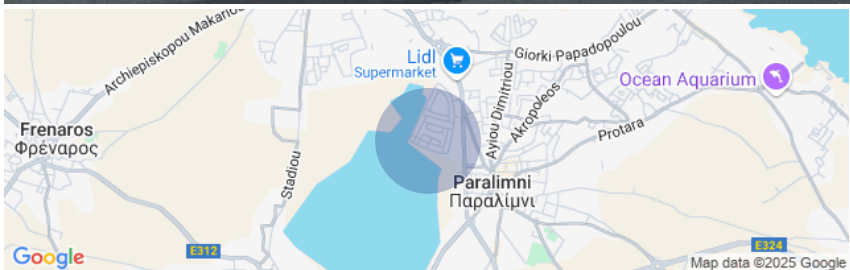 Archiepiskopou Makariou
Lidl
Supermarket
Giorki Papadopoulou
Ocean Aquarium
Ayiou Dimitriou
Akropoleos
Protara
Frenaros
Φρέναρος
Stadiou
Paralimni
Παραλίμνι
E312
E324
Google
Map data ©2025 Google